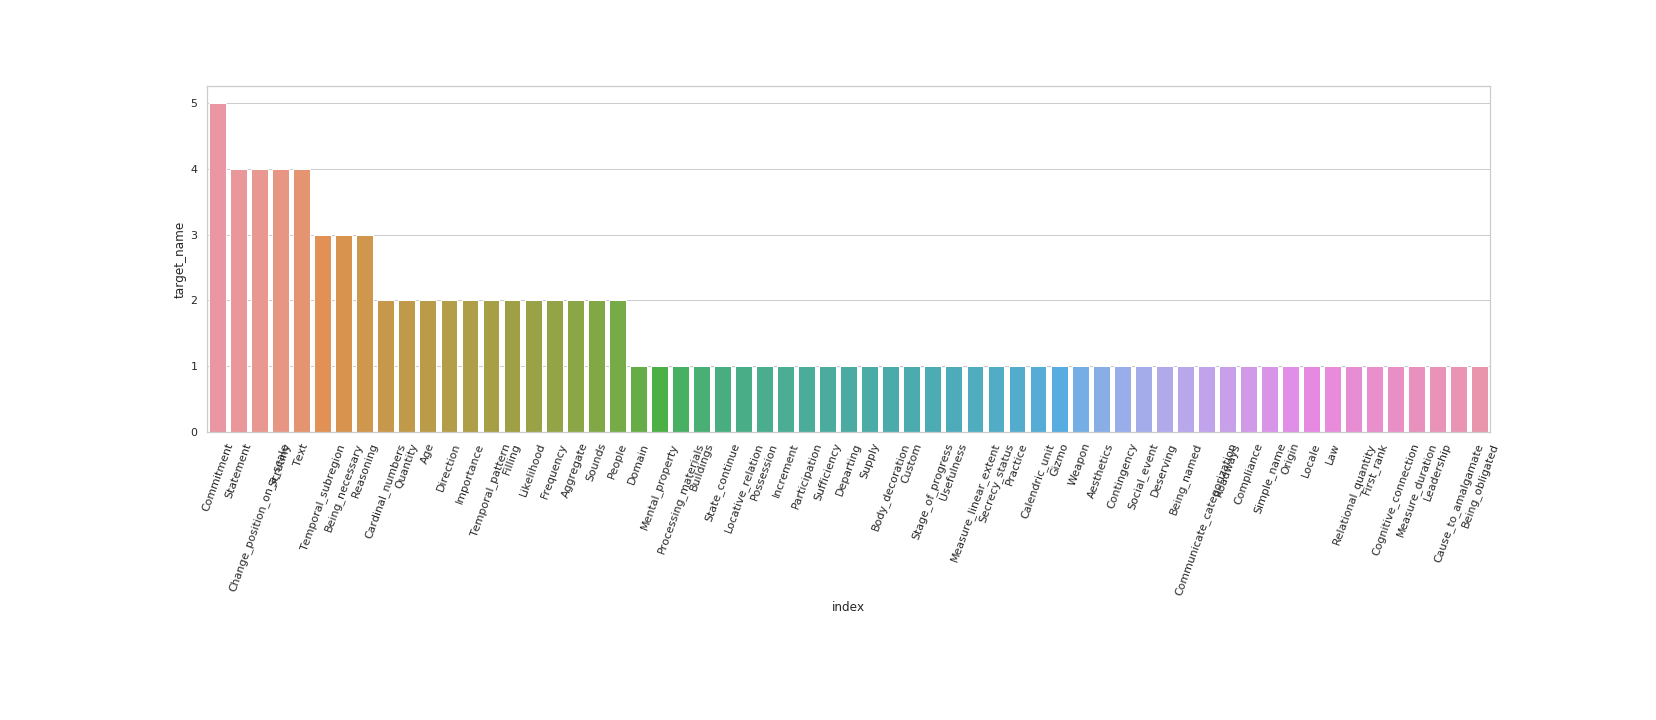 target_name
5
4
3
2
1
0
Commitment
Statement
Change_position_on_a_scale
Text
Temporal_subregion
Being_necessary
Reasoning
Cardinal_numbers
Quantity
Age
Direction
Importance
Temporal_pattern
Filling
Likelihood
Frequency
Aggregate
Sounds
People
Domain
Mental_property
Processing_materials
Buildings
State_continue
Locative_relation
Possession
Increment
Participation
Sufficiency
Departing
Supply
Body_decoration
Custom
Stage_of_progress
Usefulness
Measure_linear_extent
Secrecy_status
Practice
Calendric_unit
Gizmo
Weapon
Aesthetics
Contingency
Social_event
Deserving
Being_named
Communicate_categorization
Roadways
Compliance
Simple_name
Origin
Locale
Law
Relational_quantity
First_rank
Cognitive_connection
Measure_duration
Leadership
Cause_to_amalgamate
Being_obligated
index